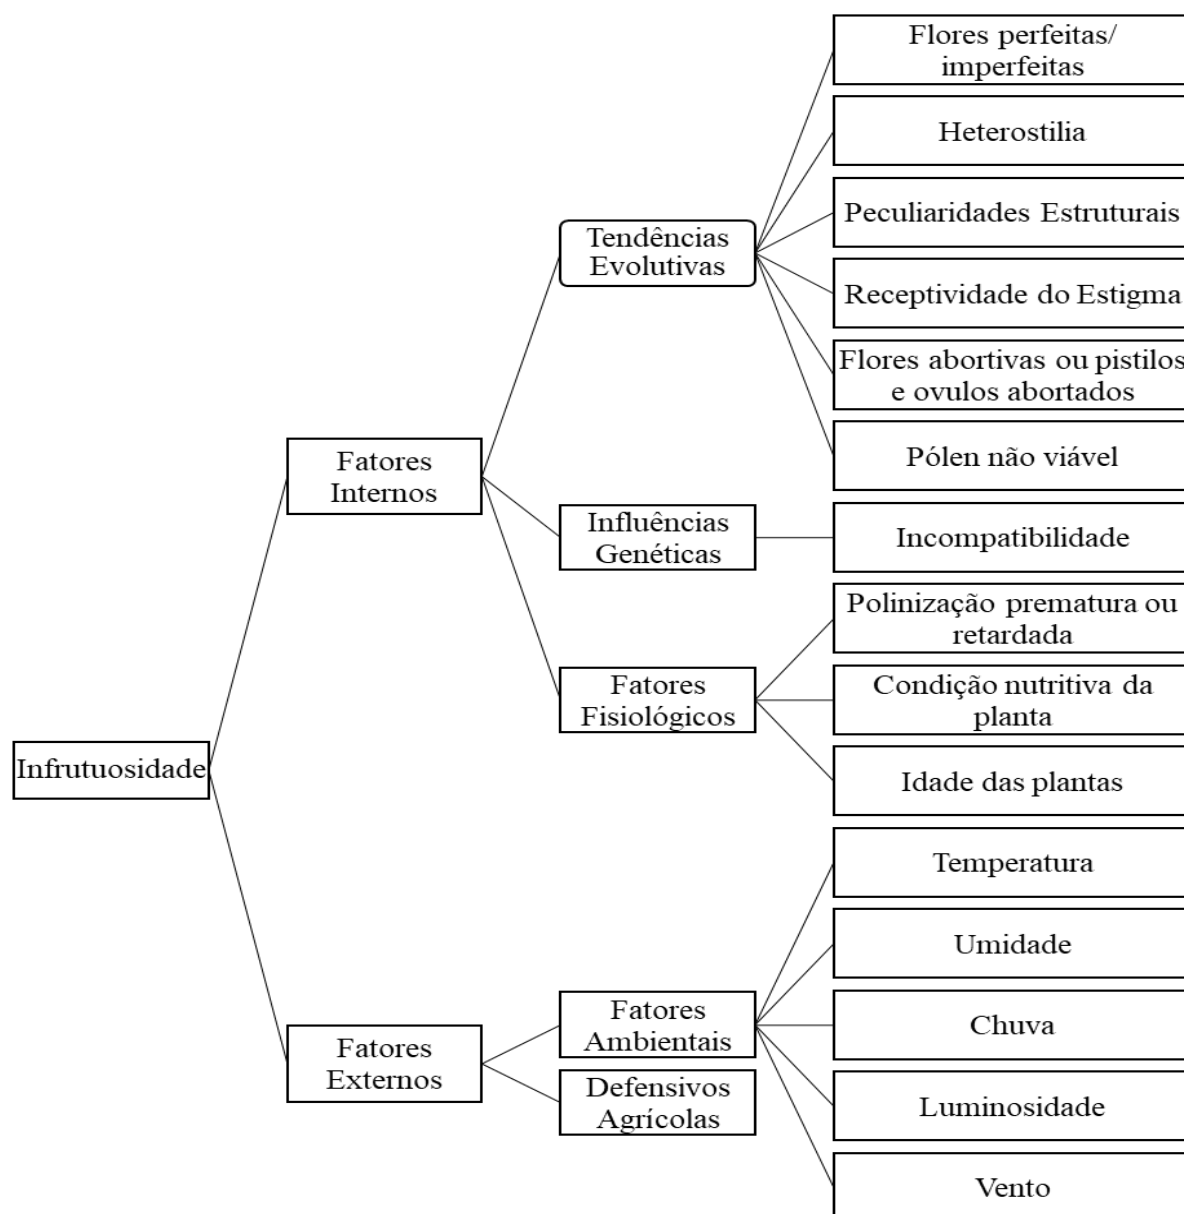 Flores perfeitas/
imperfeitas
Heterostilia
Peculiaridades Estruturais
Tendências
Evolutivas
Receptividade do Estigma
Flores abortivas ou pistilos
e ovulos abortados
Fatores
Internos
Pólen não viável
Influências
Genéticas
Incompatibilidade
Polinização prematura ou
retardada
Fatores
Fisiológicos
Condição nutritiva da
planta
Infrutuosidade
Idade das plantas
Temperatura
Umidade
Fatores
Ambientais
Chuva
Fatores
Externos
Defensivos
Agrícolas
Luminosidade
Vento